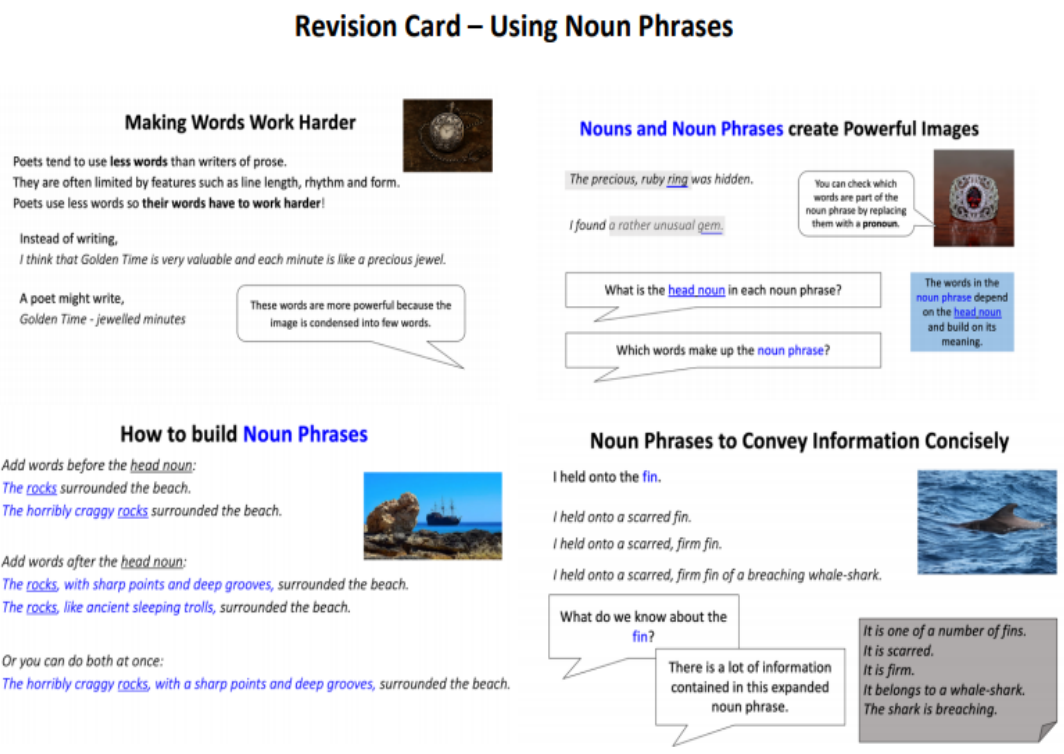 Revision Card – Using Noun Phrases
Making Words Work Harder
Poets tend to use less words than writers of prose.
They are often limited by features such as line length, rhythm and form.
Poets use less words so their words have to work harder!
Instead of writing,
I think that Golden Time is very valuable and each minute is like a precious jewel.
A poet might write,
Golden Time - jewelled minutes
These words are more powerful because the
image is condensed into few words.
Nouns and Noun Phrases create Powerful Images
The precious, ruby ring was hidden.
I found a rather unusual gem.
You can check which
words are part of the
noun phrase by replacing
them with a pronoun.
What is the head noun in each noun phrase?
Which words make up the noun phrase?
The words in the
noun phrase depend
on the head noun
and build on its
meaning.
How to build Noun Phrases
Add words before the head noun:
The rocks surrounded the beach.
The horribly craggy rocks surrounded the beach.
Add words after the head noun:
The rocks, with sharp points and deep grooves, surrounded the beach.
The rocks, like ancient sleeping trolls, surrounded the beach.
Or you can do both at once:
The horribly craggy rocks, with a sharp points and deep grooves, surrounded the beach.
Noun Phrases to Convey Information Concisely
I held onto the fin.
I held onto a scarred fin.
I held onto a scarred, firm fin.
I held onto a scarred, firm fin of a breaching whale-shark.
What do we know about the
fin?
There is a lot of information
contained in this expanded
noun phrase.
It is one of a number of fins.
It is scarred.
It is firm.
It belongs to a whale-shark.
The shark is breaching.